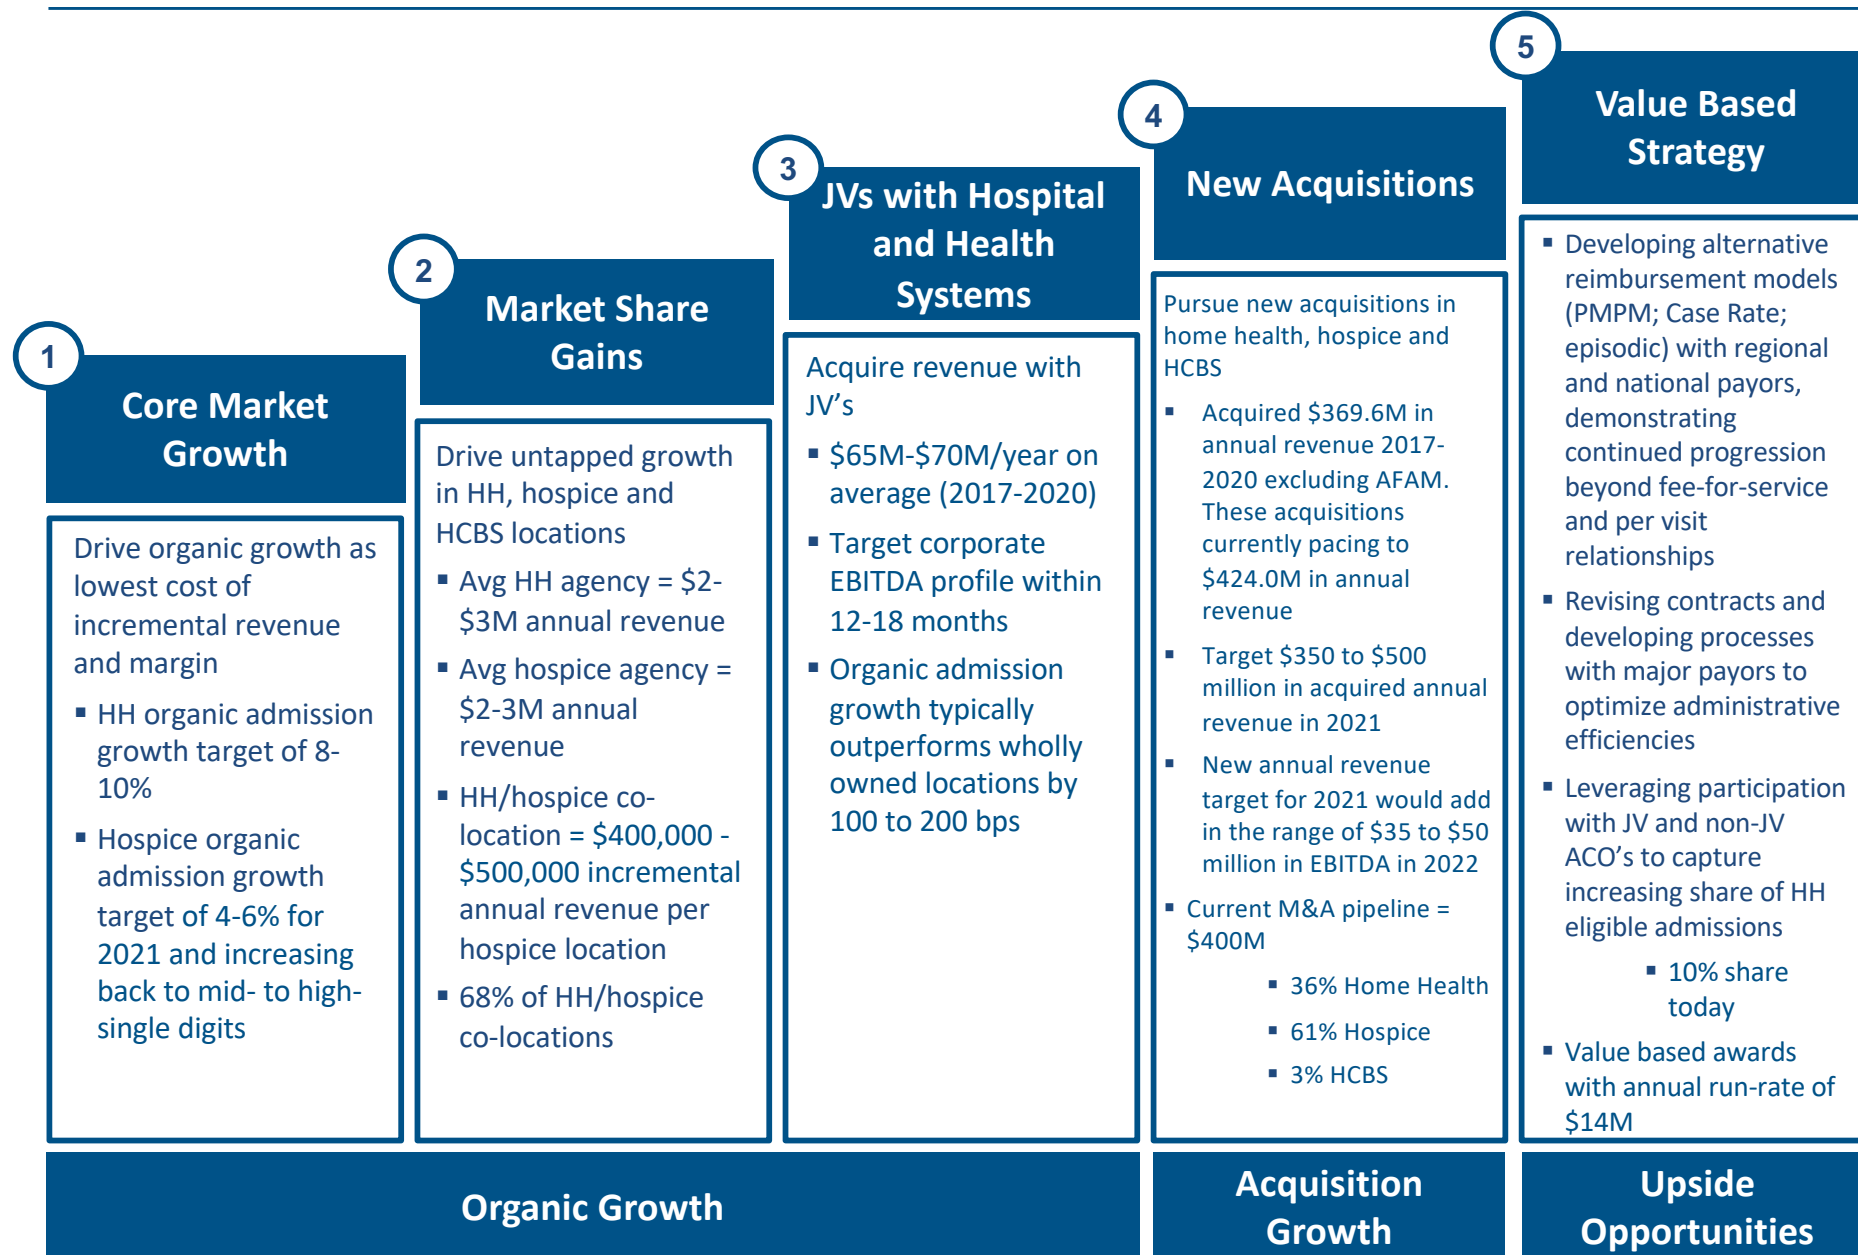 1
Core Market
Growth
Drive organic growth as
lowest cost of
incremental revenue
and margin
▪ HH organic admission
growth target of 8-
10%
▪ Hospice organic
admission growth
target of 4-6% for
2021 and increasing
back to mid- to high-
single digits
2
Market Share
Gains
Drive untapped growth
in HH, hospice and
HCBS locations
▪ Avg HH agency = $2-
$3M annual revenue
▪ Avg hospice agency =
$2-3M annual
revenue
▪ HH/hospice co-
location = $400,000 -
$500,000 incremental
annual revenue per
hospice location
▪ 68% of HH/hospice
co-locations
3
JVs with Hospital
and Health
Systems
Acquire revenue with
JV’s
▪ $65M-$70M/year on
average (2017-2020)
▪ Target corporate
EBITDA profile within
12-18 months
▪ Organic admission
growth typically
outperforms wholly
owned locations by
100 to 200 bps
Organic Growth
4
New Acquisitions
Pursue new acquisitions in
home health, hospice and
HCBS
▪ Acquired $369.6M in
annual revenue 2017-
2020 excluding AFAM.
These acquisitions
currently pacing to
$424.0M in annual
revenue
▪ Target $350 to $500
million in acquired annual
revenue in 2021
▪ New annual revenue
target for 2021 would add
in the range of $35 to $50
million in EBITDA in 2022
▪ Current M&A pipeline =
$400M
▪ 36% Home Health
▪ 61% Hospice
▪ 3% HCBS
Acquisition
Growth
5
Value Based
Strategy
▪ Developing alternative
reimbursement models
(PMPM; Case Rate;
episodic) with regional
and national payors,
demonstrating
continued progression
beyond fee-for-service
and per visit
relationships
▪ Revising contracts and
developing processes
with major payors to
optimize administrative
efficiencies
▪ Leveraging participation
with JV and non-JV
ACO’s to capture
increasing share of HH
eligible admissions
▪ 10% share
today
▪ Value based awards
with annual run-rate of
$14M
Upside
Opportunities